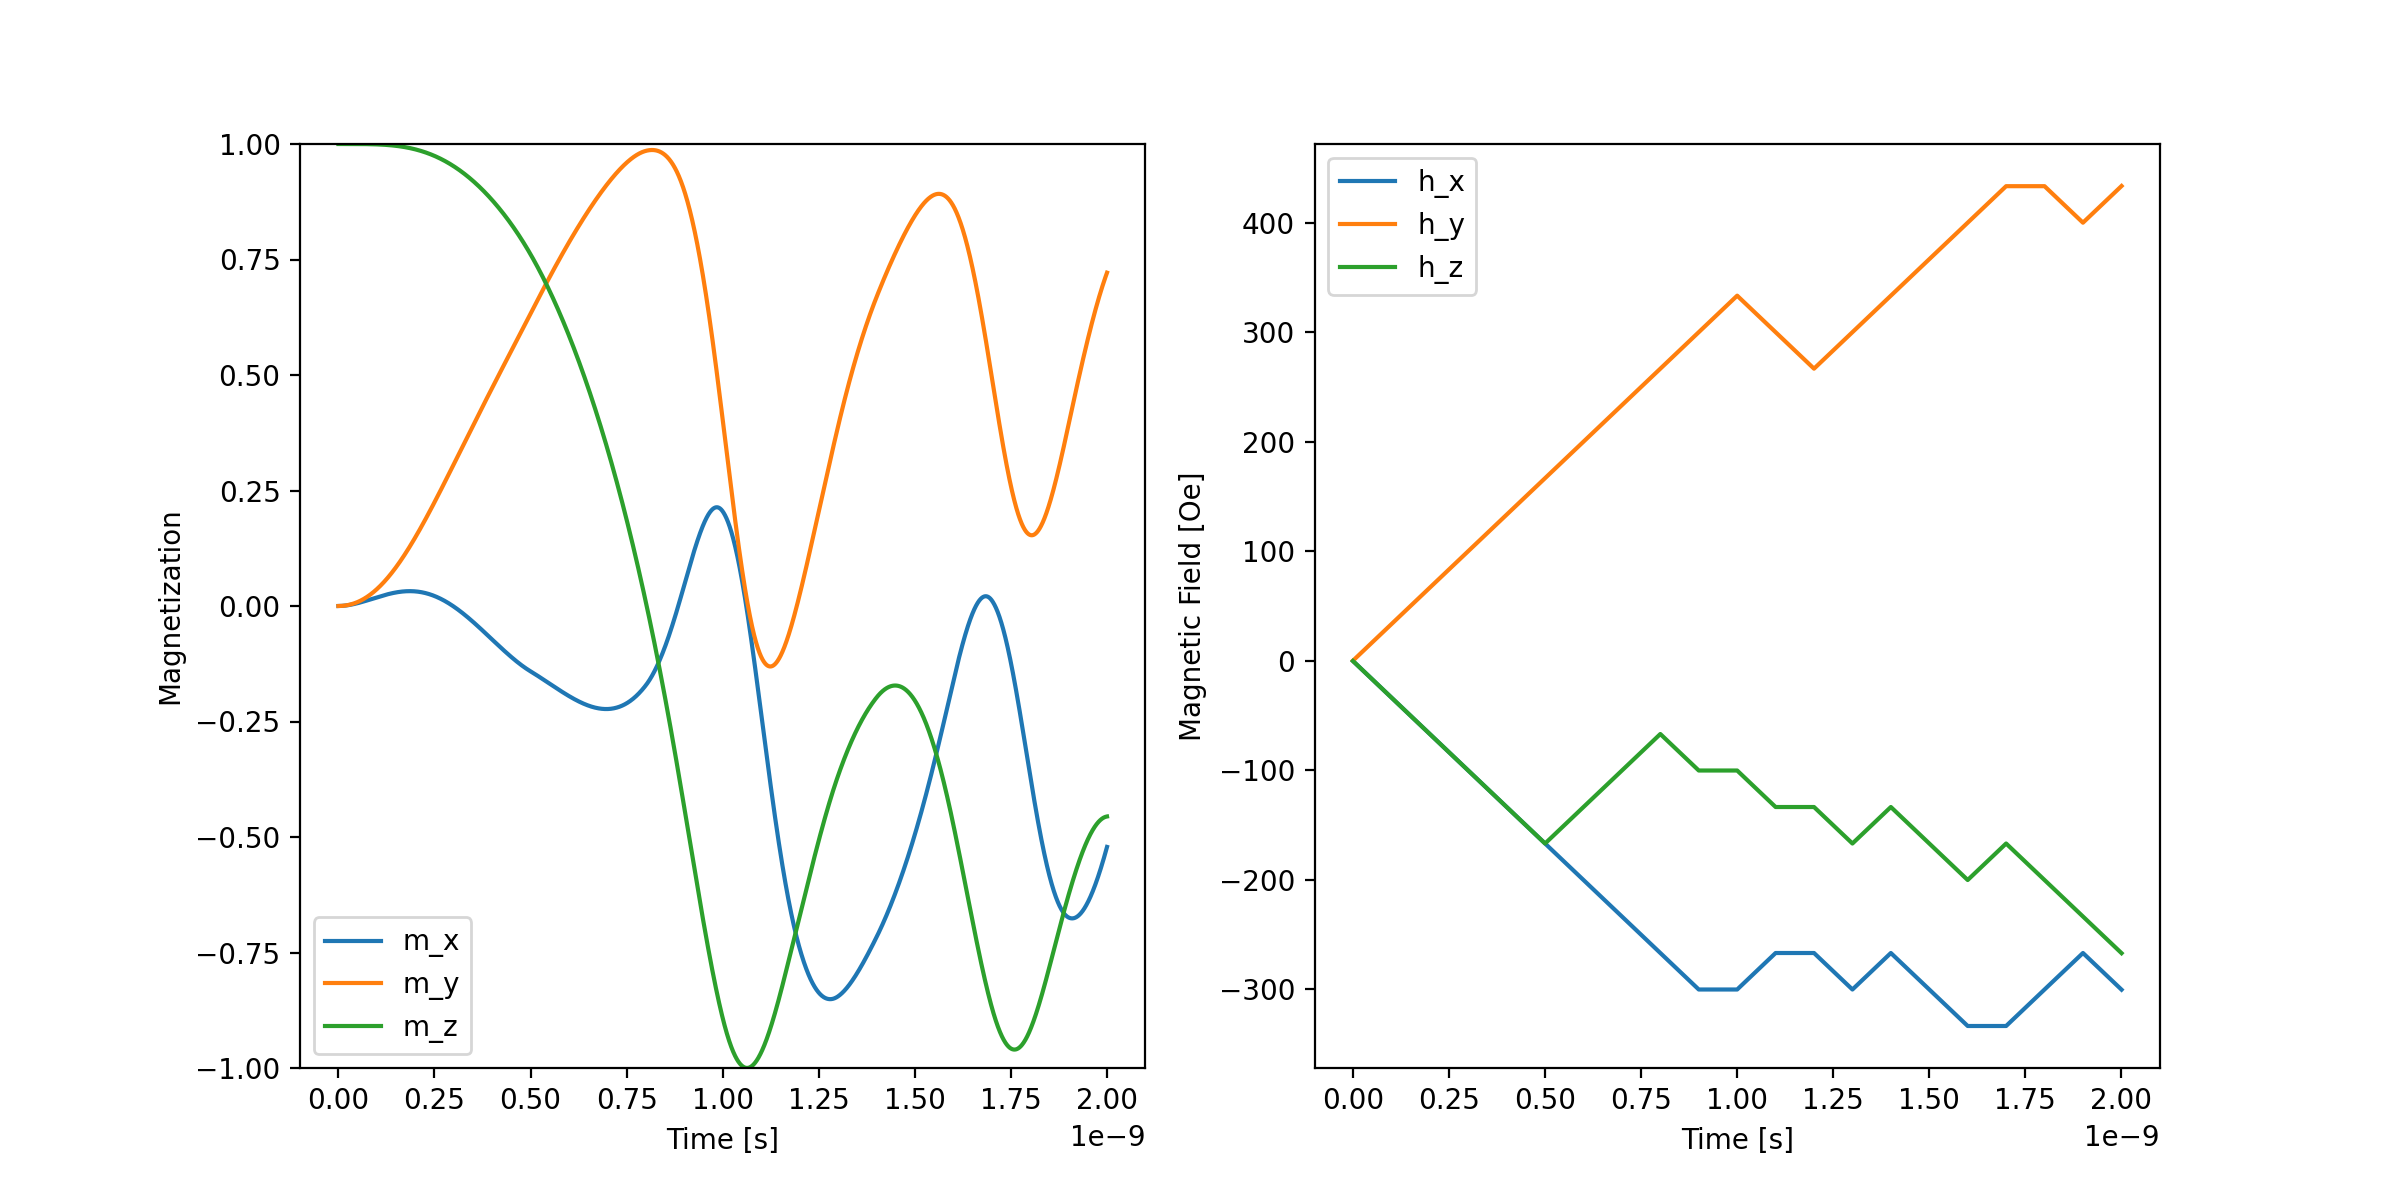 1.00
0.75
0.50
0.25
0.00
−0.25
−0.50
−0.75
−1.00
Magnetization
m_x
m_y
m_z
0.00 0.25 0.50 0.75 1.00 1.25 1.50 1.75 2.00
Time [s]
1e−9
400
300
200
100
0
−100
−200
−300
Magnetic Field [Oe]
h_x
h_y
h_z
0.00 0.25 0.50 0.75 1.00 1.25 1.50 1.75 2.00
Time [s]
1e−9